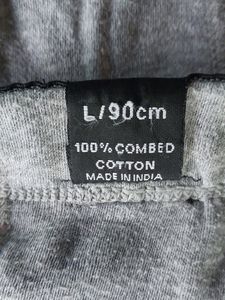 L/90cm
100% COMBED
COTTON
MADE IN INDIA